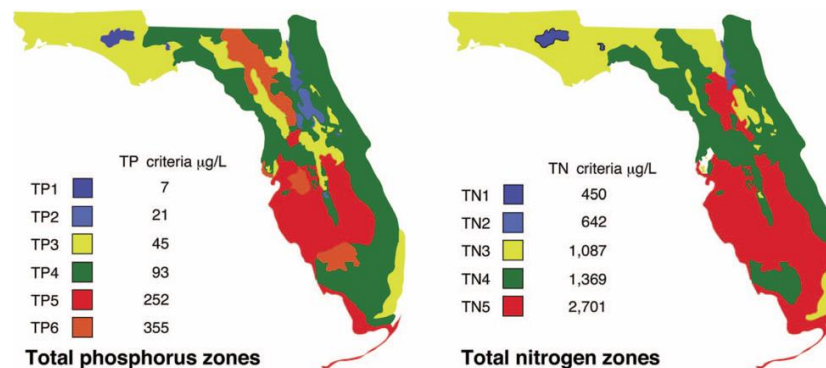 TP criteria µg/L
TP1 7
TP2 21
TP3 45
TP4 93
TP5 252
TP6 355
Total phosphorus zones
TN criteria µg/L
TN1 450
TN2 642
TN3 1,087
TN4 1,369
TN5 2,701
Total nitrogen zones